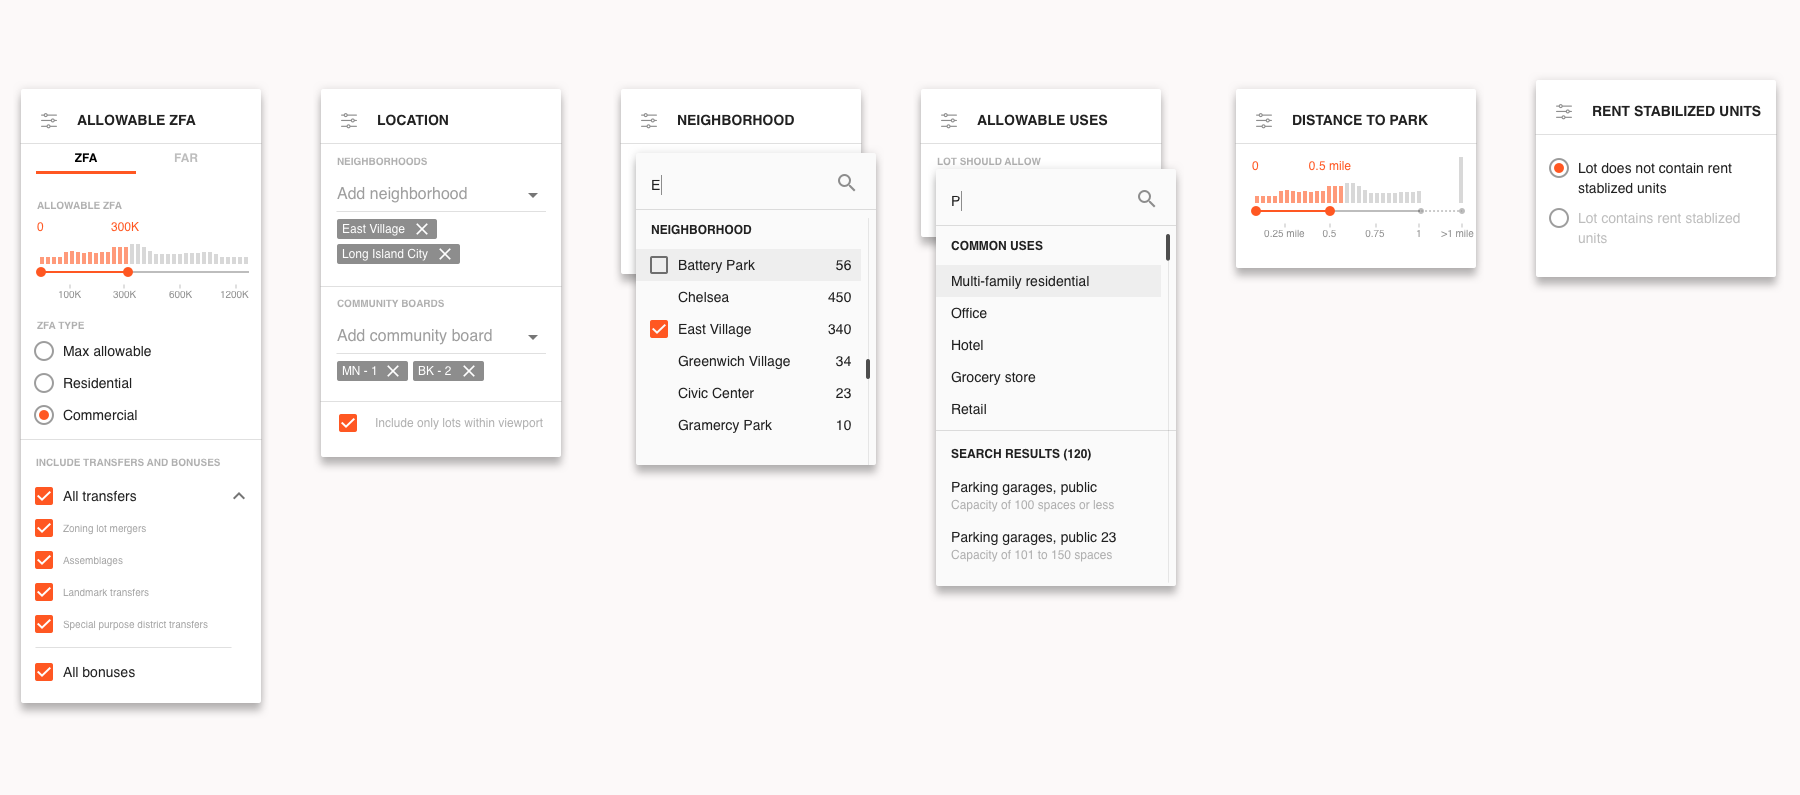 ALLOWABLE ZFA
ZFA FAR
ALLOWABLE ZFA
0 300K
100K 300K 600K 1200K
ZFA TYPE
Max allowable
Residential
Commercial
INCLUDE TRANSFERS AND BONUSES
All transfers
Zoning lot mergers
Assemblages
Landmark transfers
Special purpose district transfers
All bonuses
LOCATION
NEIGHBORHOODS
Add neighborhood
East Village
Long Island City
COMMUNITY BOARDS
Add community board
MN - 1 BK - 2
Include only lots within viewport
NEIGHBORHOOD
E
NEIGHBORHOOD
Battery Park 56
Chelsea 450
East Village 340
Greenwich Village 34
Civic Center 23
Gramercy Park 10
ALLOWABLE USES
LOT SHOULD ALLOW
P
COMMON USES
Multi-family residential
Office
Hotel
Grocery store
Retail
SEARCH RESULTS (120)
Parking garages, public
Capacity of 100 spaces or less
Parking garages, public 23
Capacity of 101 to 150 spaces
DISTANCE TO PARK
0 0.5 mile
0.25 mile 0.5 0.75 1 >1 mile
RENT STABILIZED UNITS
Lot does not contain rent
stablized units
Lot contains rent stablized
units